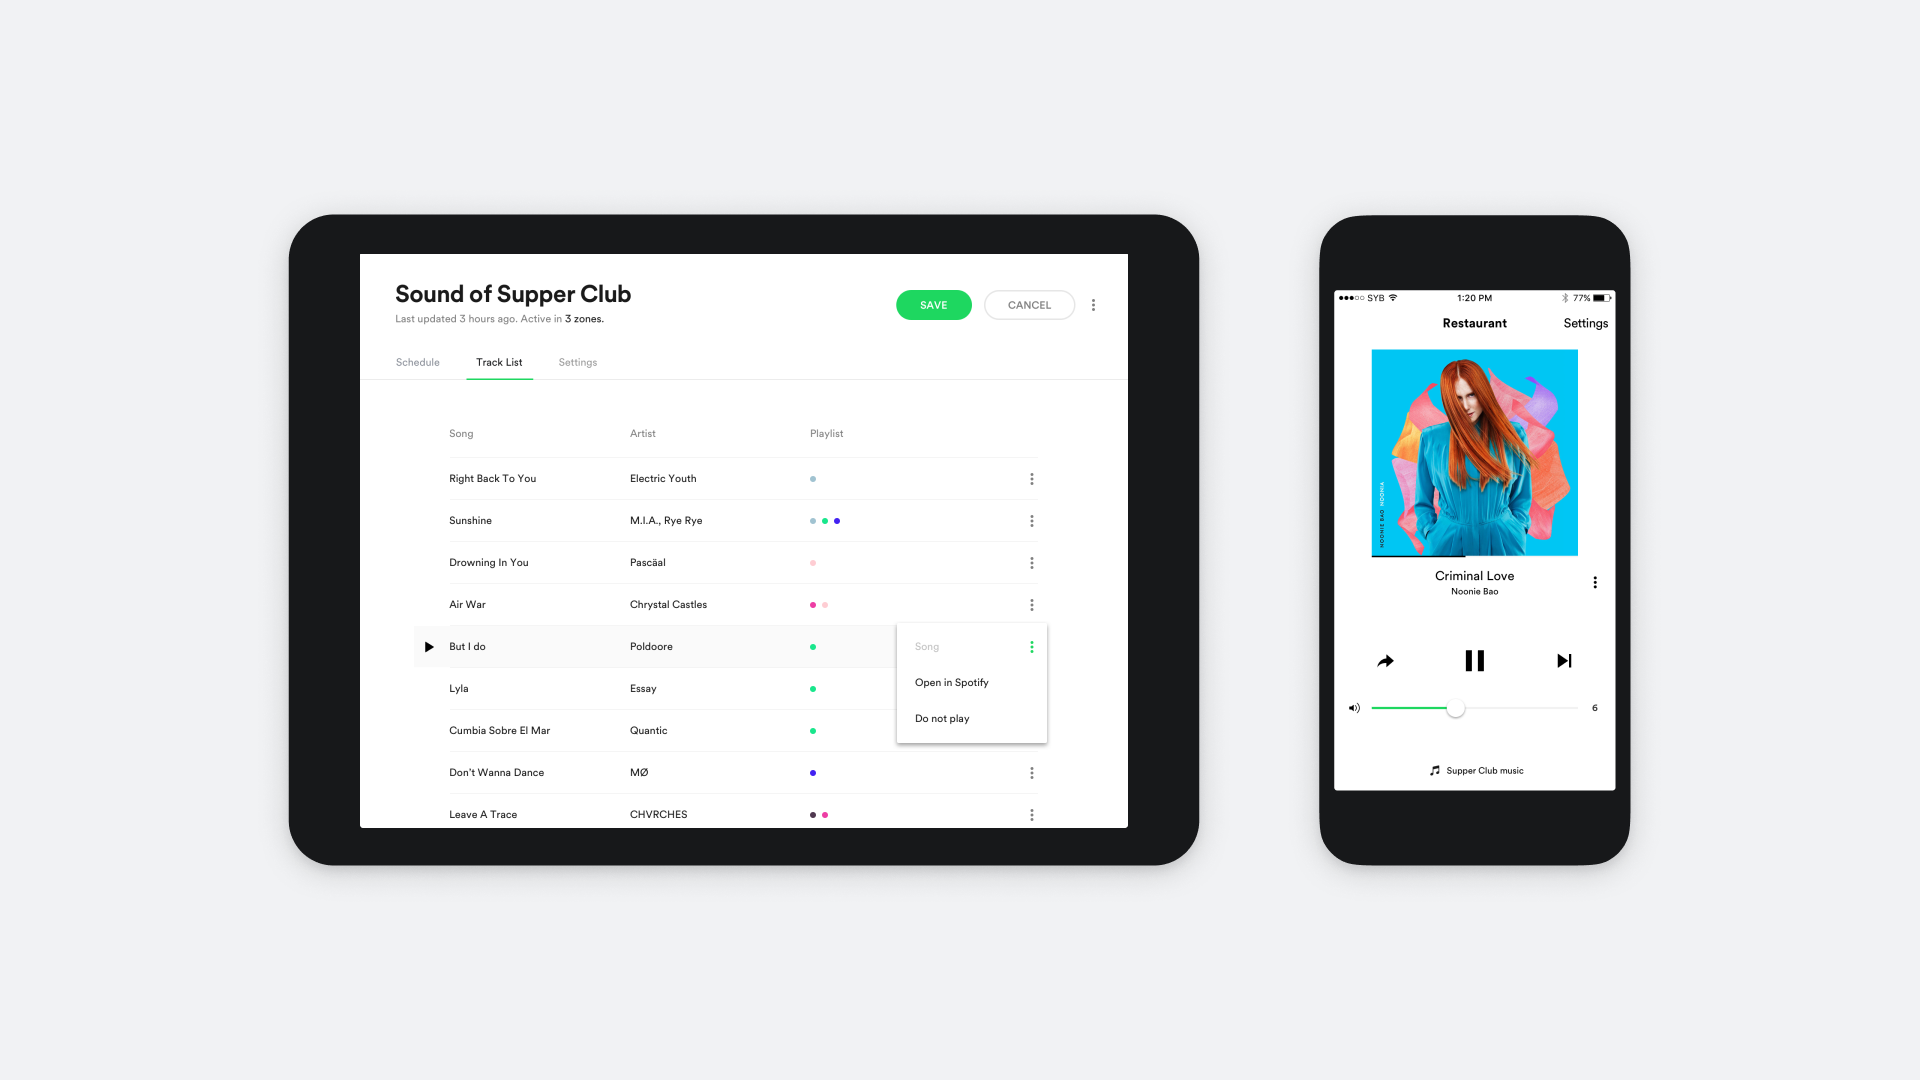 Sound of Supper Club
Last updated 3 hours ago. Active in 3 zones.
SAVE
CANCEL
Schedule
Track List
Settings
Song Artist Playlist
Right Back To You Electric Youth
Sunshine M.I.A., Rye Rye
Drowning In You Pascäal
Air War Chrystal Castles
But I do Poldoore
Lyla Essay
Cumbia Sobre El Mar Quantic
Don't Wanna Dance MØ
Leave A Trace CHVRCHES
Song
Open in Spotify
Do not play
SYB 1:20 PM 77%
Restaurant Settings
NOONIE BAO NOONIA
Criminal Love
Noonie Bao
6
Supper Club music